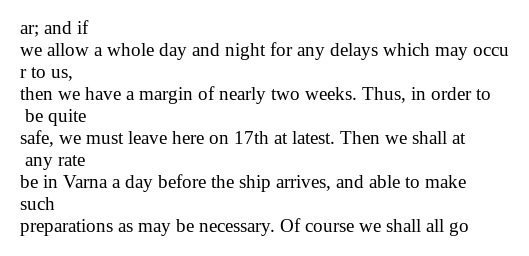 ar; and if
we allow a whole day and night for any delays which may occu
r to us,
then we have a margin of nearly two weeks. Thus, in order to
 be quite
safe, we must leave here on 17th at latest. Then we shall at
 any rate
be in Varna a day before the ship arrives, and able to make
such
preparations as may be necessary. Of course we shall all go